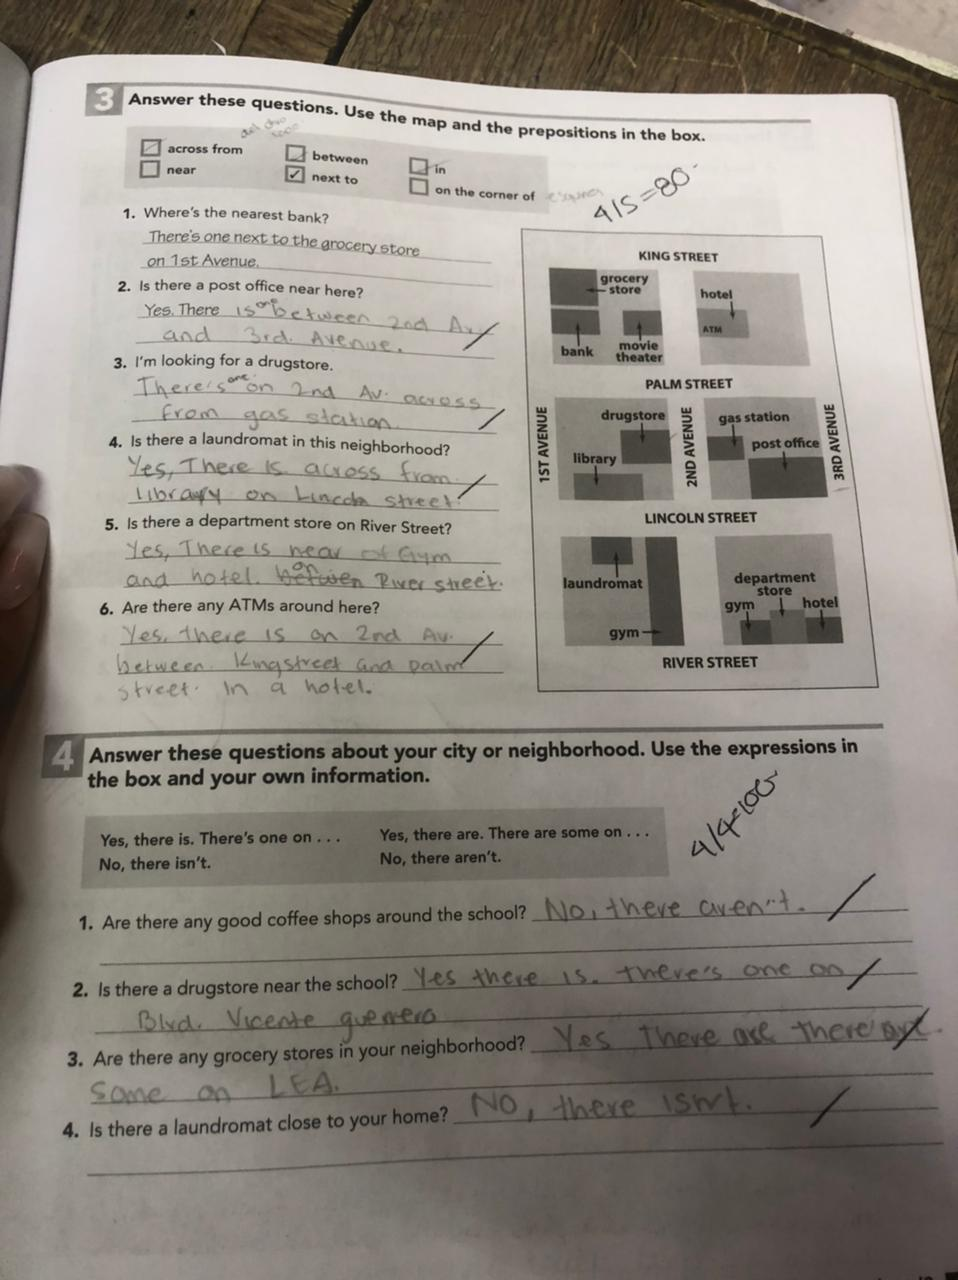 3 Answer these questions. Use the map and the prepositions in the box.
across from
between
in
near
next to
on the corner of
4/5=80
1. Where's the nearest bank?
There's one next to the grocery store
on 1st Avenue.
2. Is there a post office near here?
Yes. There is one between 2nd Av
and 3rd. Avenue.
3. I'm looking for a drugstore.
There's one on 2nd Av. across
from gas station
4. Is there a laundromat in this neighborhood?
Yes, There Is across from
library on Lincoln street.
5. Is there a department store on River Street?
Yes, There Is near of Gym
and hotel. on River street.
6. Are there any ATMs around here?
Yes, there Is on 2nd Av.
between Kingstreet and palm
street. In a hotel.
KING STREET
grocery
store
hotel
ATM
bank
movie
theater
PALM STREET
1ST AVENUE
drugstore
library
2ND AVENUE
gas station
post office
3RD AVENUE
LINCOLN STREET
laundromat
gym
department
store
gym
hotel
RIVER STREET
4 Answer these questions about your city or neighborhood. Use the expressions in
the box and your own information.
4/4=100
Yes, there is. There's one on . . .
Yes, there are. There are some on . . .
No, there isn't.
No, there aren't.
1. Are there any good coffee shops around the school? No, there aren't.
2. Is there a drugstore near the school? Yes there is. there's one on
Blvd. Vicente guerrero
3. Are there any grocery stores in your neighborhood? Yes There are there are
Some on LEA.
4. Is there a laundromat close to your home? NO, there Isn't.